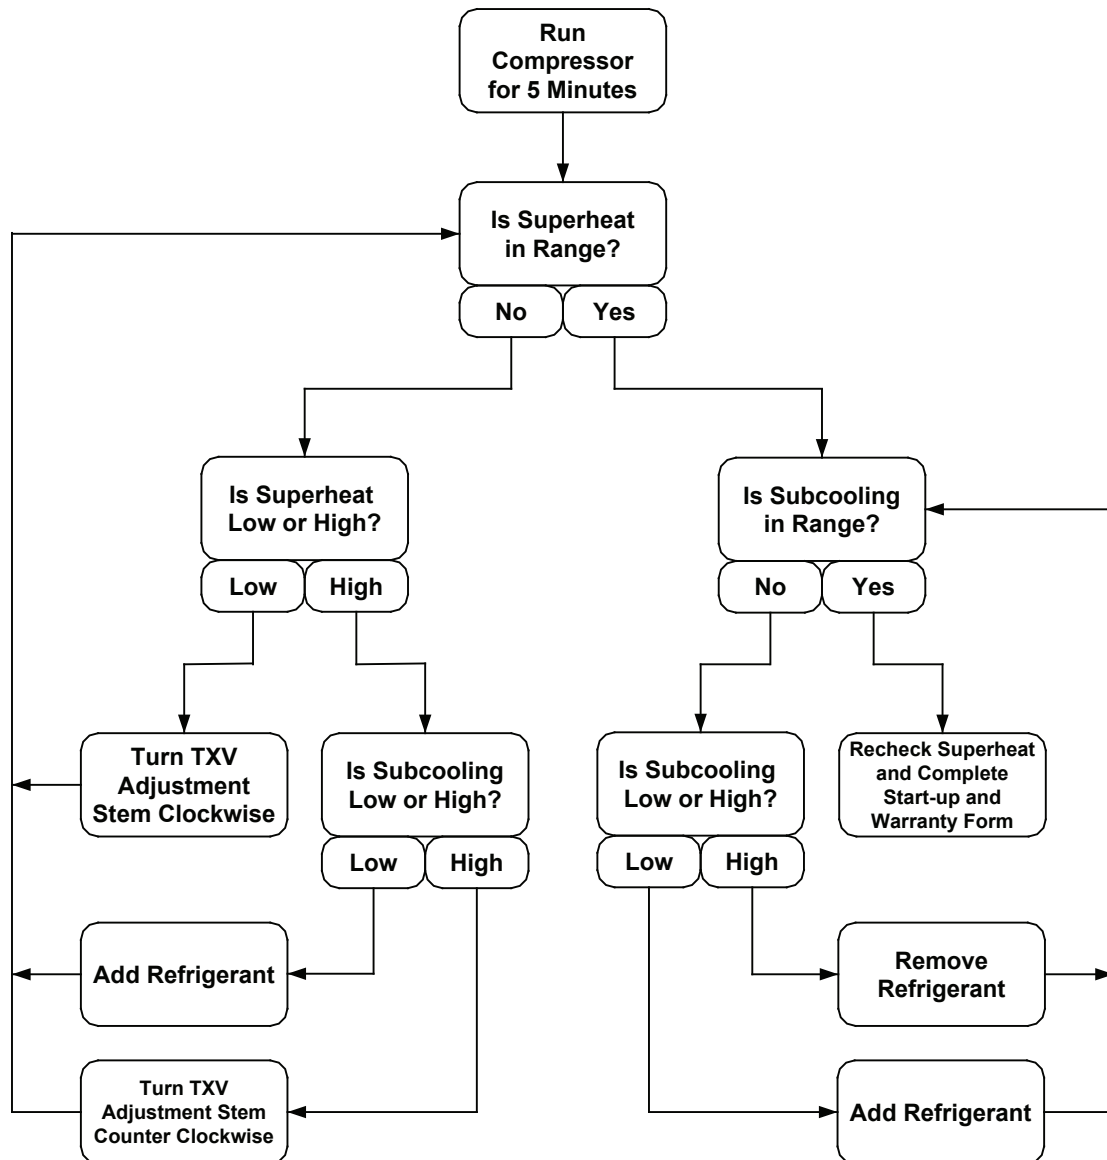 Run
Compressor
for 5 Minutes
Is Superheat
in Range?
No
Yes
Is Superheat
Low or High?
Low
High
Is Subcooling
in Range?
No
Yes
Turn TXV
Adjustment
Stem Clockwise
Is Subcooling
Low or High?
Low
High
Is Subcooling
Low or High?
Low
High
Recheck Superheat
and Complete
Start-up and
Warranty Form
Add Refrigerant
Remove
Refrigerant
Turn TXV
Adjustment Stem
Counter Clockwise
Add Refrigerant